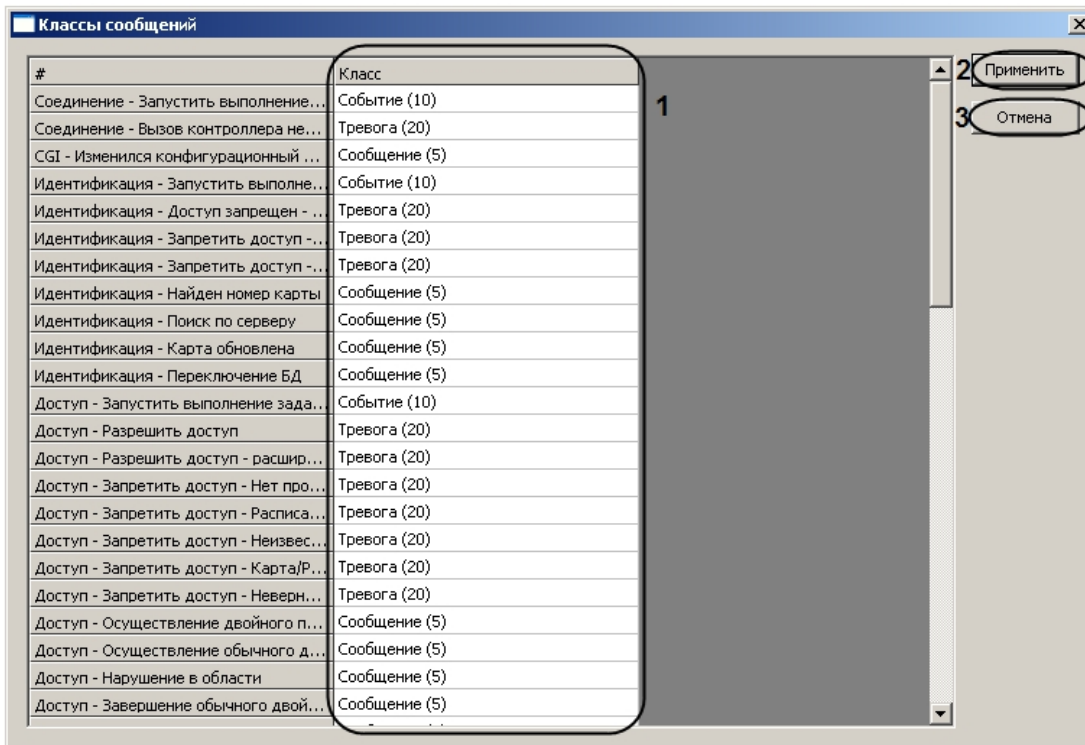 Классы сообщений
# Класс
Соединение - Запустить выполнение... Событие (10)
Соединение - Вызов контроллера не... Тревога (20)
CGI - Изменился конфигурационный ... Сообщение (5)
Идентификация - Запустить выполне... Событие (10)
Идентификация - Доступ запрещен - ... Тревога (20)
Идентификация - Запретить доступ -... Тревога (20)
Идентификация - Запретить доступ -... Тревога (20)
Идентификация - Найден номер карты Сообщение (5)
Идентификация - Поиск по серверу Сообщение (5)
Идентификация - Карта обновлена Сообщение (5)
Идентификация - Переключение БД Сообщение (5)
Доступ - Запустить выполнение зада... Событие (10)
Доступ - Разрешить доступ Тревога (20)
Доступ - Разрешить доступ - расшир... Тревога (20)
Доступ - Запретить доступ - Нет про... Тревога (20)
Доступ - Запретить доступ - Расписа... Тревога (20)
Доступ - Запретить доступ - Неизвес... Тревога (20)
Доступ - Запретить доступ - Карта/Р... Тревога (20)
Доступ - Запретить доступ - Неверн... Тревога (20)
Доступ - Осуществление двойного п... Сообщение (5)
Доступ - Осуществление обычного д... Сообщение (5)
Доступ - Нарушение в области Сообщение (5)
Доступ - Завершение обычного двой... Сообщение (5)
1
2 Применить
3 Отмена